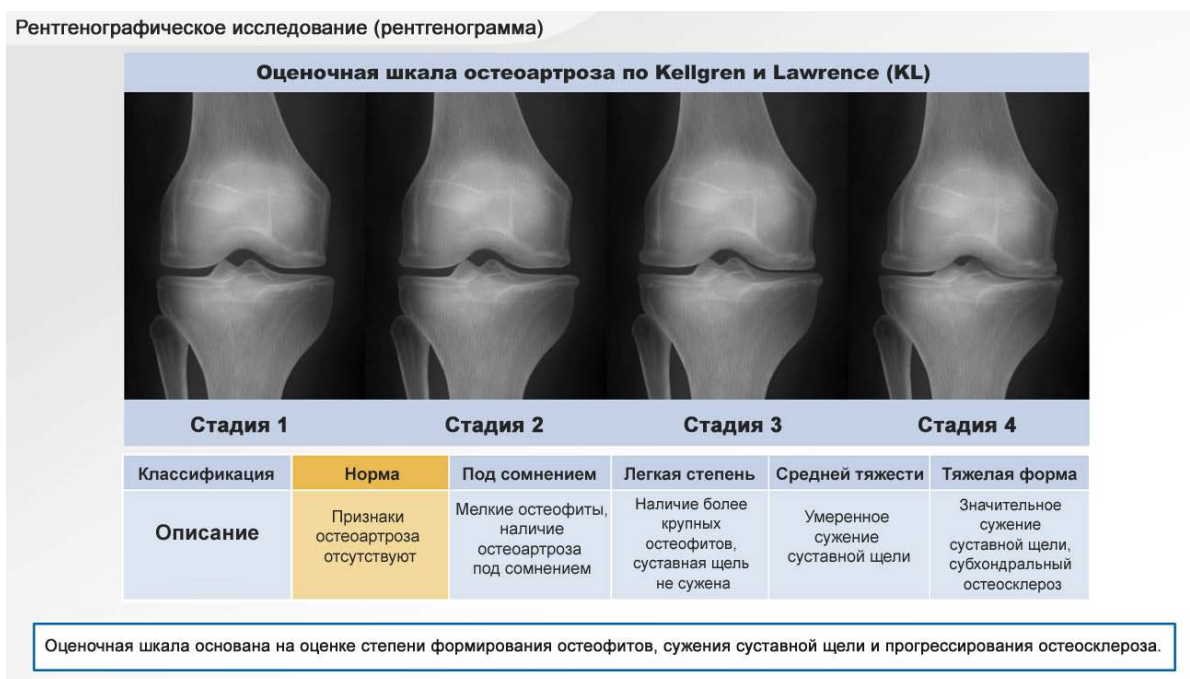 Рентгенографическое исследование (рентгенограмма)
Оценочная шкала остеоартроза по Kellgren и Lawrence (KL)
Стадия 1
Стадия 2
Стадия 3
Стадия 4
Классификация
Норма
Под сомнением
Легкая степень
Средней тяжести
Тяжелая форма
Описание
Признаки
остеоартроза
отсутствуют
Мелкие остеофиты,
наличие
остеоартроза
под сомнением
Наличие более
крупных
остеофитов,
суставная щель
не сужена
Умеренное
сужение
суставной щели
Значительное
сужение
суставной щели,
субхондральный
остеосклероз
Оценочная шкала основана на оценке степени формирования остеофитов, сужения суставной щели и прогрессирования остеосклероза.